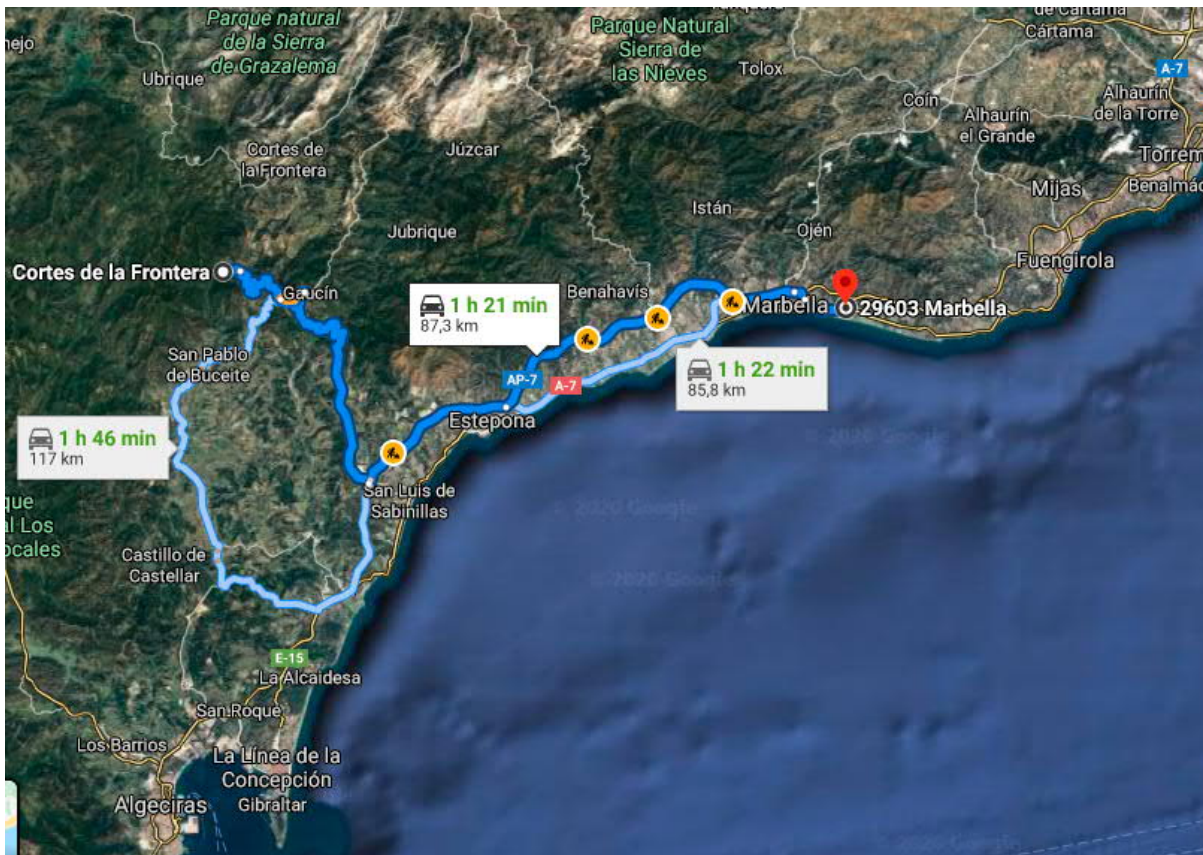 Parque natural
de la Sierra
de Grazalema
Parque Natural
Sierra de
las Nieves
de Cártama
Cártama
Ubrique
Tolox
A-7
Coín
Alhaurín
de la Torre
Alhaurín
el Grande
Cortes de
la Frontera
Júzcar
Mijas
Istán
Ojén
Jubrique
Fuengirola
Cortes de la Frontera
Gaucín
1 h 21 min
87,3 km
Benahavís
Marbella
29603 Marbella
San Pablo
de Buceite
AP-7
A-7
1 h 22 min
85,8 km
Estepona
1 h 46 min
117 km
San Luis de
Sabinillas
© 2020 Google
© 2020 Google
Castillo de
Castellar
E-15
La Alcaidesa
San Roque
Los Barrios
La Línea de la
Concepción
Algeciras
Gibraltar
© 2020 Google